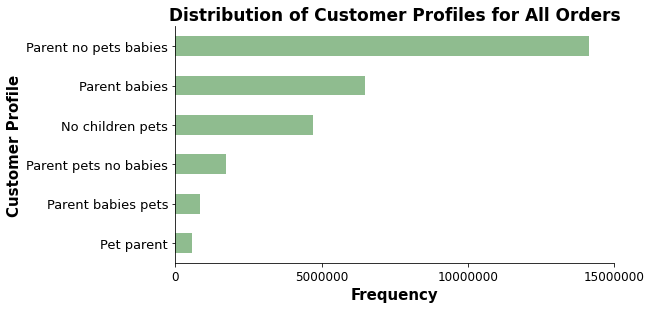 Distribution of Customer Profiles for All Orders
Customer Profile
Parent no pets babies
Parent babies
No children pets
Parent pets no babies
Parent babies pets
Pet parent
0 5000000 10000000 15000000
Frequency